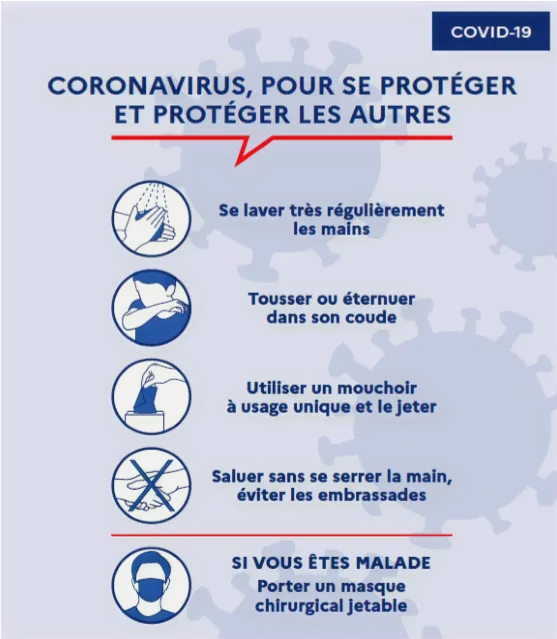 COVID-19
CORONAVIRUS, POUR SE PROTÉGER
ET PROTÉGER LES AUTRES
Se laver très régulièrement
les mains
Tousser ou éternuer
dans son coude
Utiliser un mouchoir
à usage unique et le jeter
Saluer sans se serrer la main,
éviter les embrassades
SI VOUS ÊTES MALADE
Porter un masque
chirurgical jetable